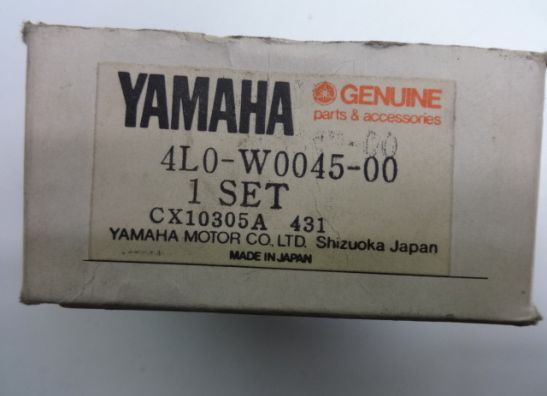 YAMAHA
GENUINE
parts & accessories
4L0-W0045-00
1 SET
CX10305A 431
YAMAHA MOTOR CO. LTD. Shizuoka Japan
MADE IN JAPAN